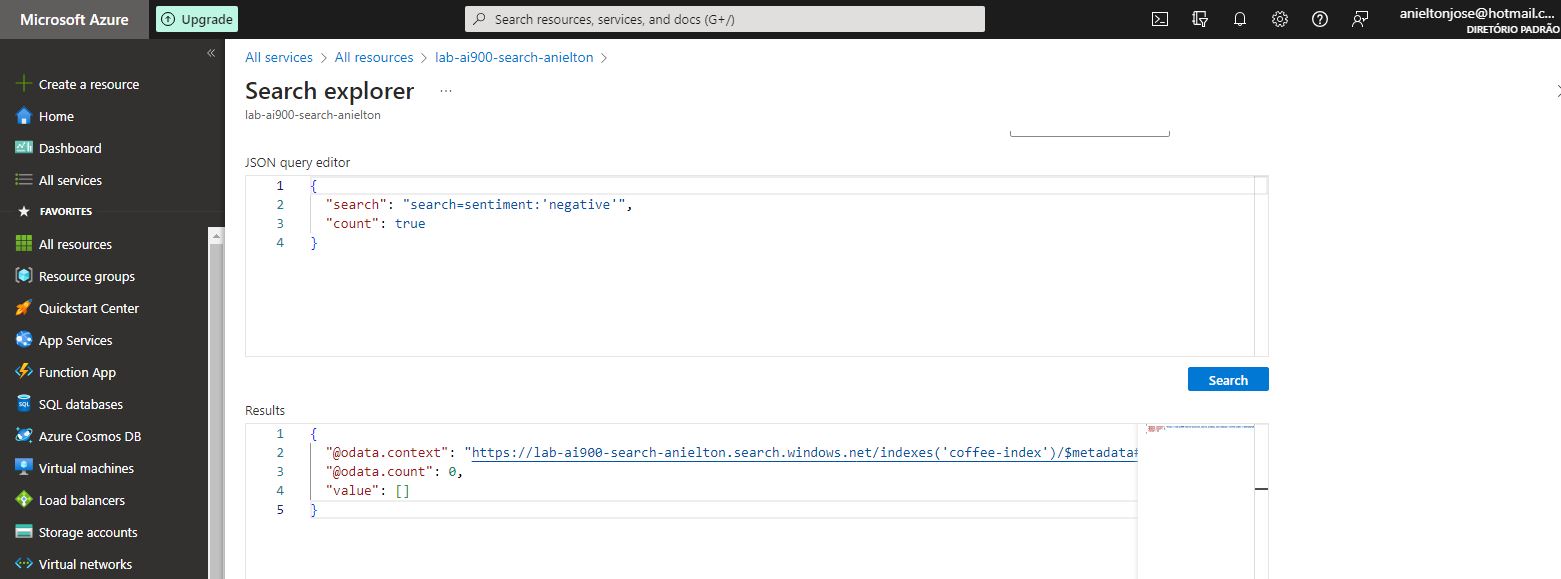 Microsoft Azure
Upgrade
Search resources, services, and docs (G+/)
anieltonjose@hotmail.c...
DIRETÓRIO PADRÃO
«
Create a resource
Home
Dashboard
All services
FAVORITES
All resources
Resource groups
Quickstart Center
App Services
Function App
SQL databases
Azure Cosmos DB
Virtual machines
Load balancers
Storage accounts
Virtual networks
All services > All resources > lab-ai900-search-anielton >
Search explorer ...
lab-ai900-search-anielton
JSON query editor
1 {
2 "search": "search=sentiment:'negative'",
3 "count": true
4 }
Search
Results
1 {
2 "@odata.context": "https://lab-ai900-search-anielton.search.windows.net/indexes('coffee-index')/$metadata#
3 "@odata.count": 0,
4 "value": []
5 }